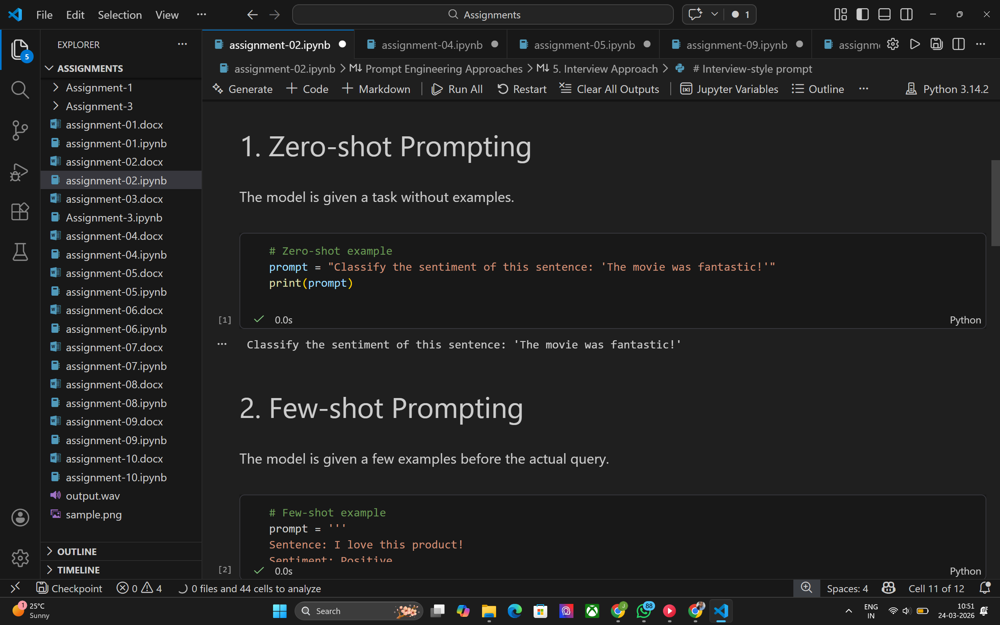 File Edit Selection View ···
Assignments
1
EXPLORER
5
ASSIGNMENTS
Assignment-1
Assignment-3
assignment-01.docx
assignment-01.ipynb
assignment-02.docx
assignment-02.ipynb
assignment-03.docx
Assignment-3.ipynb
assignment-04.docx
assignment-04.ipynb
assignment-05.docx
assignment-05.ipynb
assignment-06.docx
assignment-06.ipynb
assignment-07.docx
assignment-07.ipynb
assignment-08.docx
assignment-08.ipynb
assignment-09.docx
assignment-09.ipynb
assignment-10.docx
assignment-10.ipynb
output.wav
sample.png
OUTLINE
TIMELINE
assignment-02.ipynb assignment-04.ipynb assignment-05.ipynb assignment-09.ipynb
assignment-02.ipynb > M↓ Prompt Engineering Approaches > M↓ 5. Interview Approach > # Interview-style prompt
Generate + Code + Markdown | Run All Restart Clear All Outputs | Jupyter Variables Outline ··· Python 3.14.2
1. Zero-shot Prompting
The model is given a task without examples.
# Zero-shot example
prompt = "Classify the sentiment of this sentence: 'The movie was fantastic!'"
print(prompt)
[1] 0.0s Python
Classify the sentiment of this sentence: 'The movie was fantastic!'
2. Few-shot Prompting
The model is given a few examples before the actual query.
# Few-shot example
prompt = '''
Sentence: I love this product!
Sentiment: Positive
[2] 0.0s Python
Checkpoint 0 4 0 files and 44 cells to analyze Spaces: 4 Cell 11 of 12
1 25°C
Sunny
Search
88
ENG
IN
10:51
24-03-2026